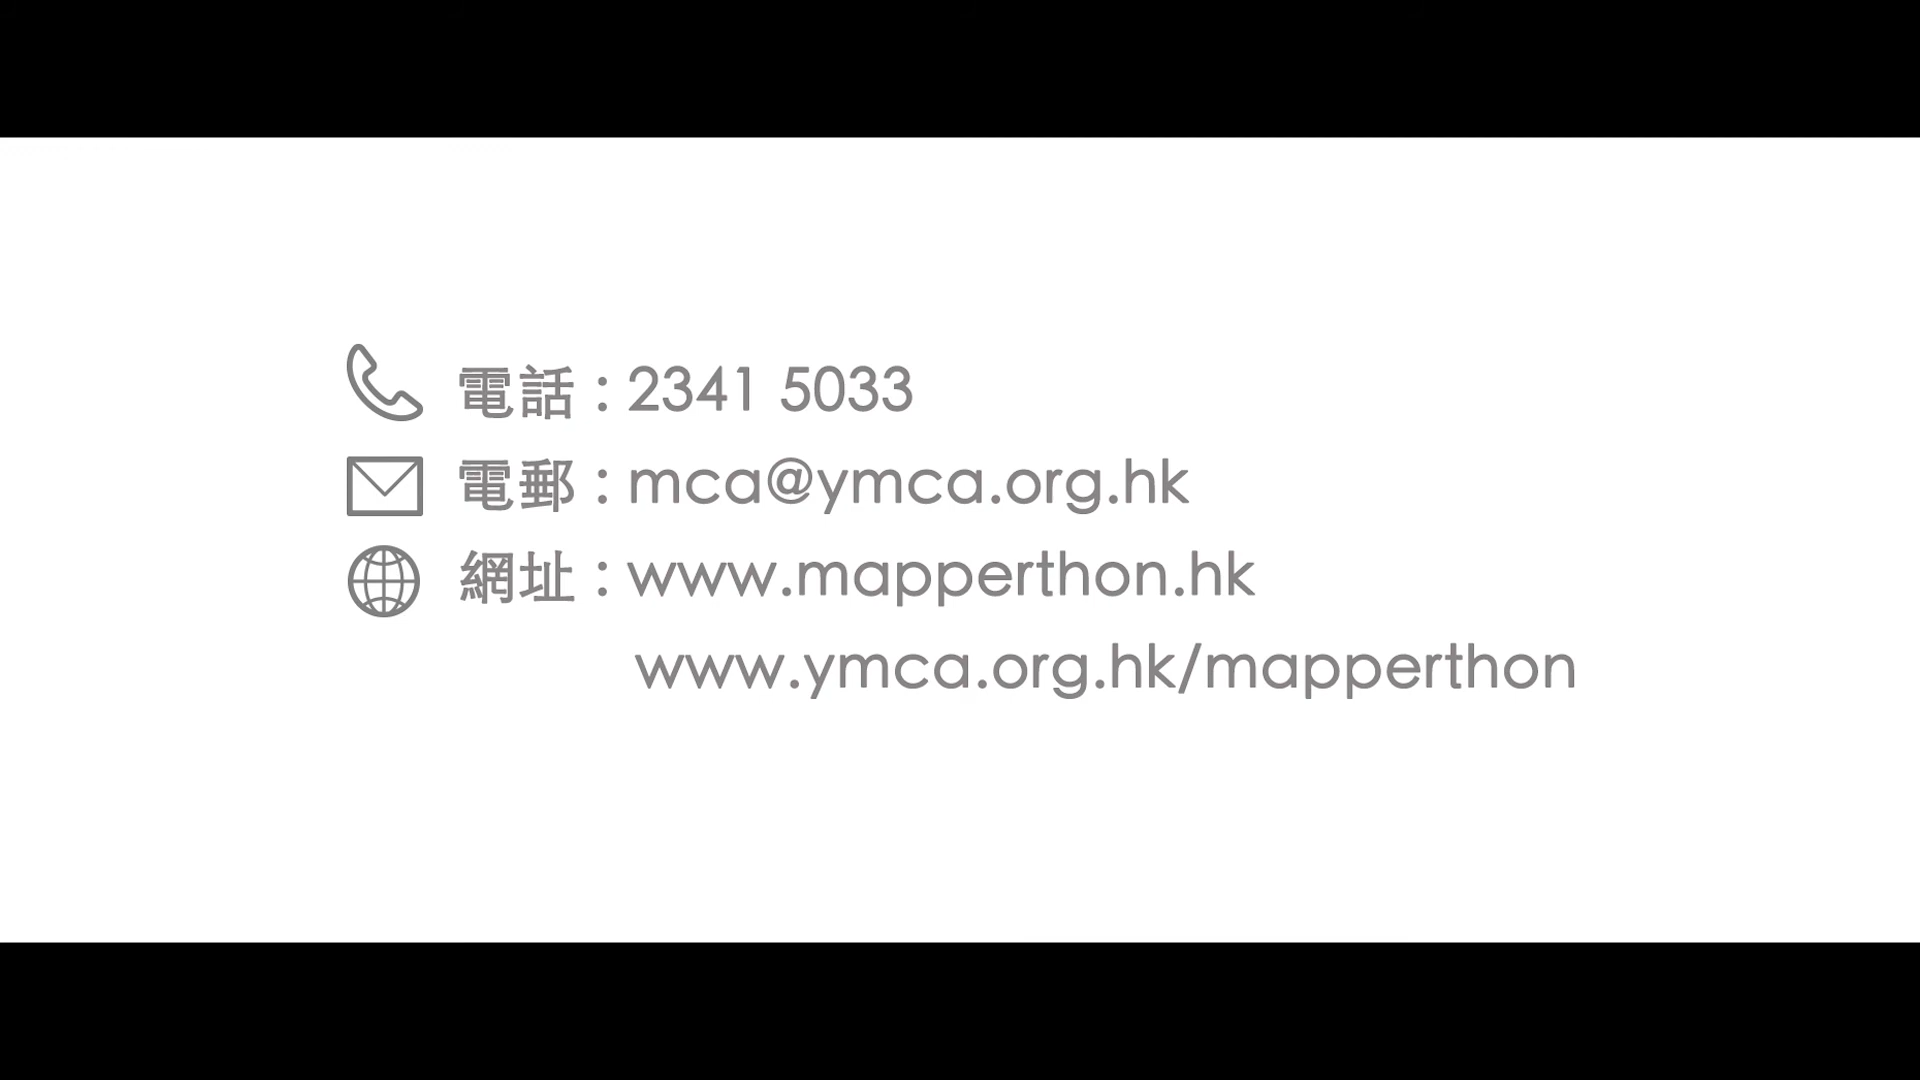 電話 : 2341 5033
電郵 : mca@ymca.org.hk
網址 : www.mapperthon.hk
www.ymca.org.hk/mapperthon